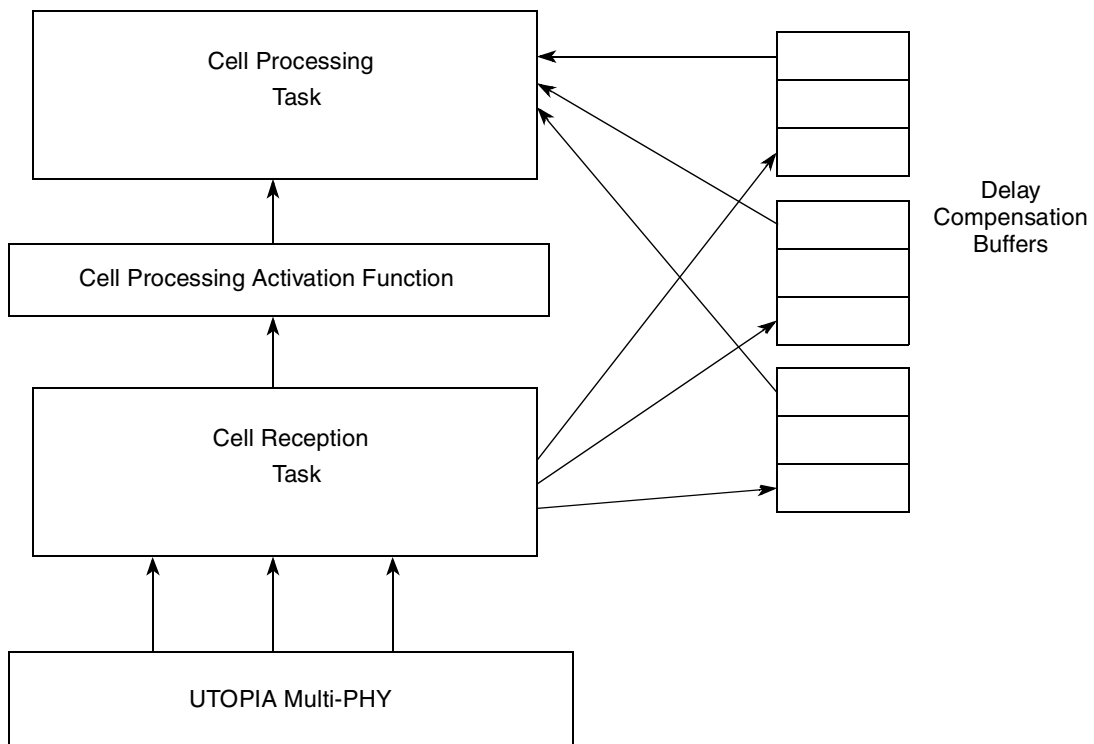 Cell Processing
Task
Delay
Compensation
Buffers
Cell Processing Activation Function
Cell Reception
Task
UTOPIA Multi-PHY